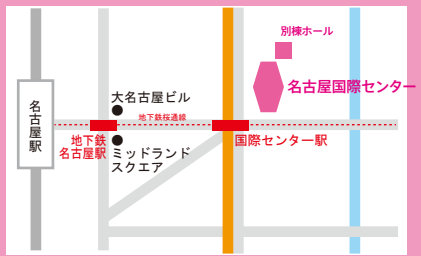 別棟ホール
名古屋国際センター
大名古屋ビル
地下鉄桜通線
名古屋駅
地下鉄
名古屋駅
国際センター駅
ミッドランド
スクエア